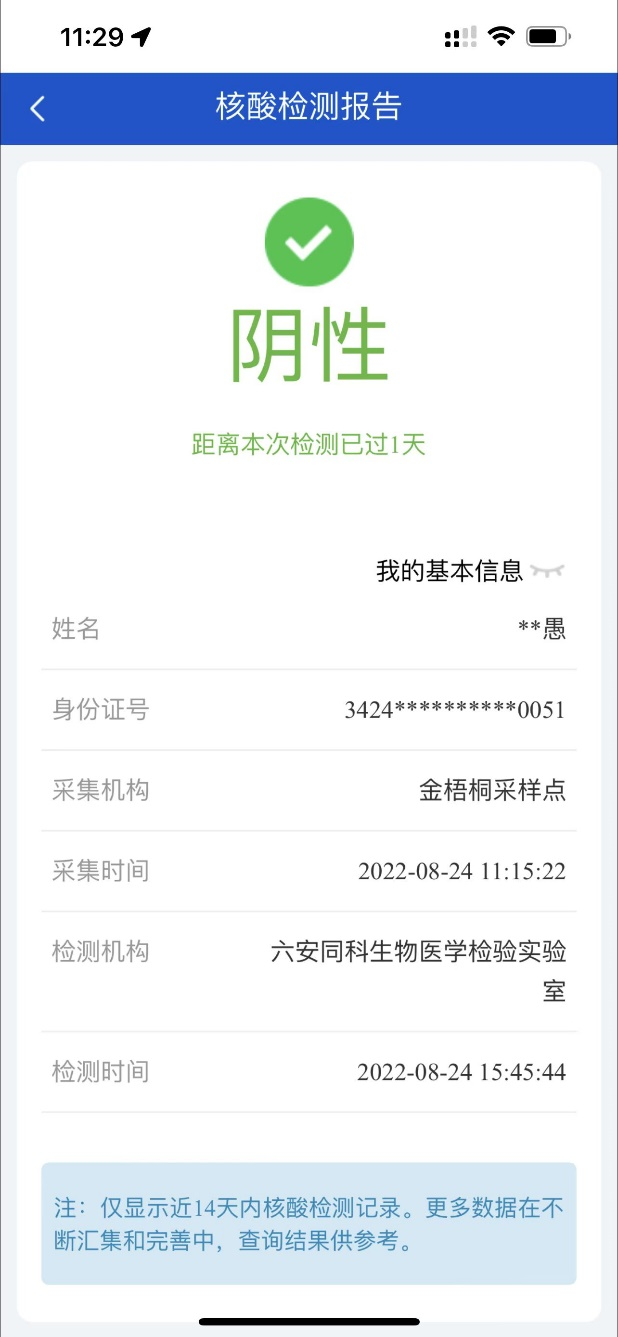 11:29
核酸检测报告
阴性
距离本次检测已过1天
我的基本信息
姓名 **愚
身份证号 3424**********0051
采集机构 金梧桐采样点
采集时间 2022-08-24 11:15:22
检测机构 六安同科生物医学检验实验
室
检测时间 2022-08-24 15:45:44
注：仅显示近14天内核酸检测记录。更多数据在不
断汇集和完善中，查询结果供参考。